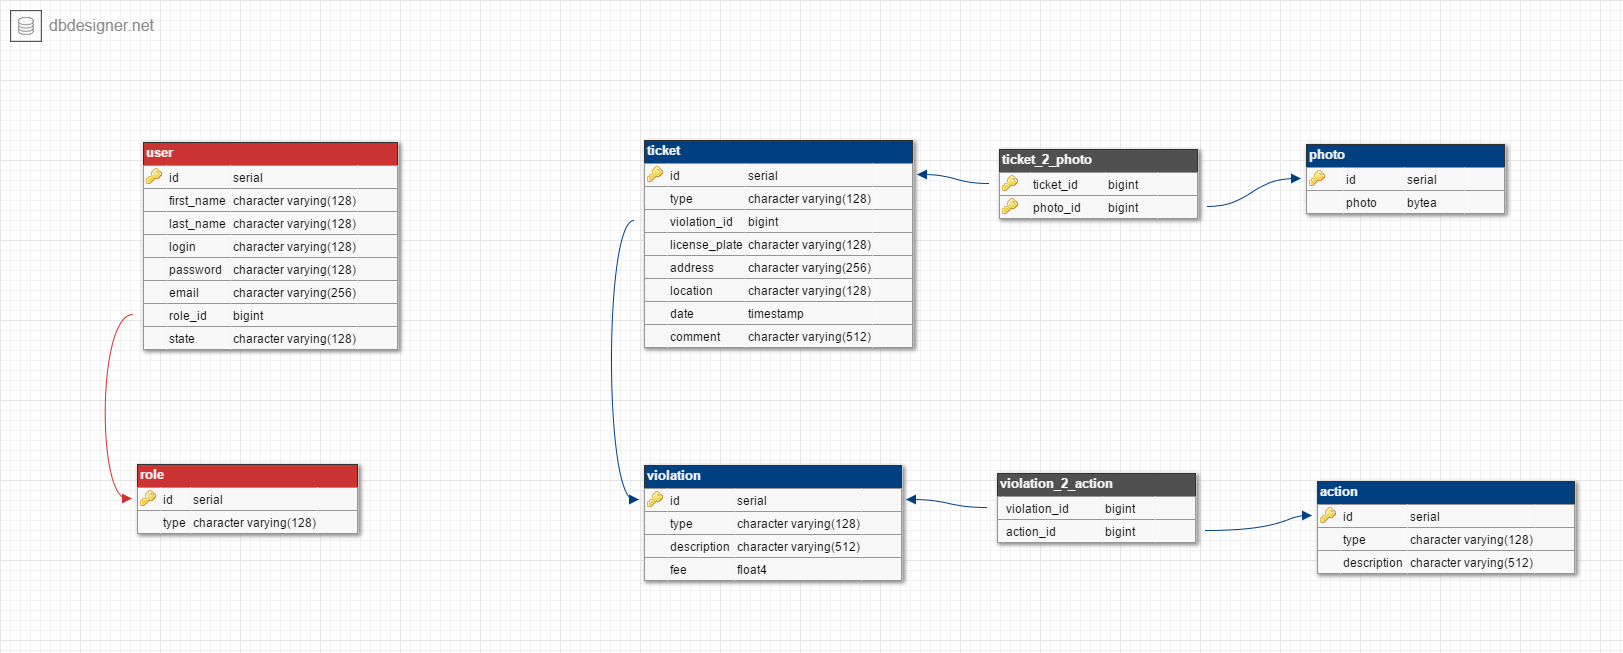 dbdesigner.net
user
id serial
first_name character varying(128)
last_name character varying(128)
login character varying(128)
password character varying(128)
email character varying(256)
role_id bigint
state character varying(128)
role
id serial
type character varying(128)
ticket
id serial
type character varying(128)
violation_id bigint
license_plate character varying(128)
address character varying(256)
location character varying(128)
date timestamp
comment character varying(512)
violation
id serial
type character varying(128)
description character varying(512)
fee float4
ticket_2_photo
ticket_id bigint
photo_id bigint
violation_2_action
violation_id bigint
action_id bigint
photo
id serial
photo bytea
action
id serial
type character varying(128)
description character varying(512)